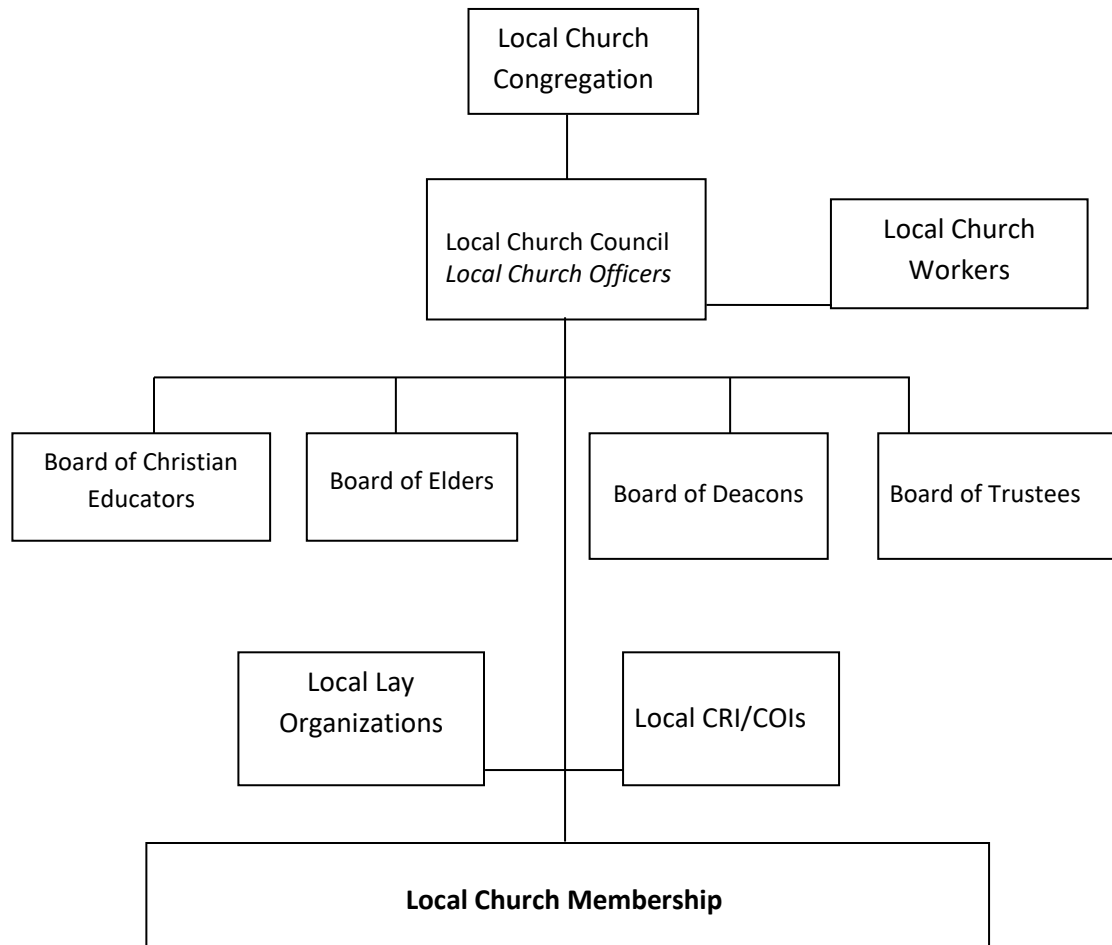 Local Church
Congregation
Local Church Council
Local Church Officers
Local Church
Workers
Board of Christian
Educators
Board of Elders
Board of Deacons
Board of Trustees
Local Lay
Organizations
Local CRI/COIs
Local Church Membership